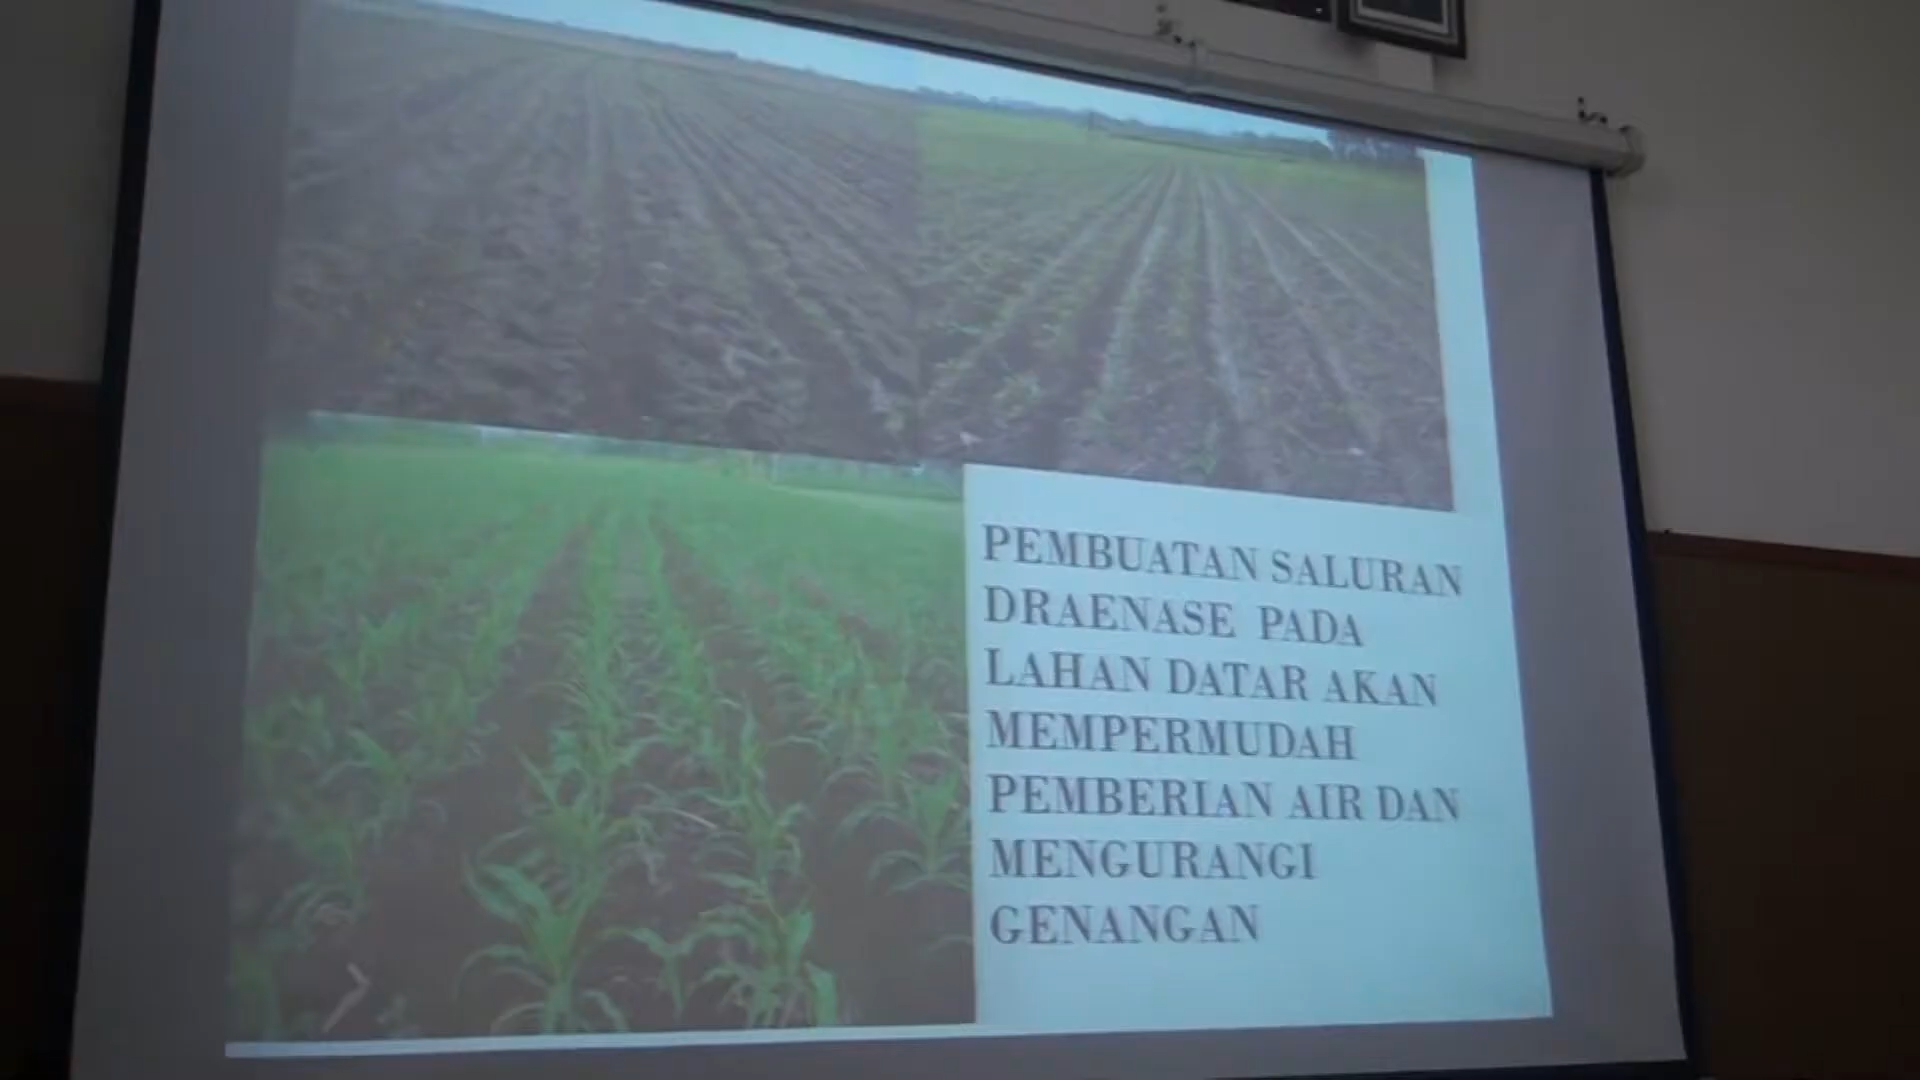 PEMBUATAN SALURAN
DRAENASE PADA
LAHAN DATAR AKAN
MEMPERMUDAH
PEMBERIAN AIR DAN
MENGURANGI
GENANGAN